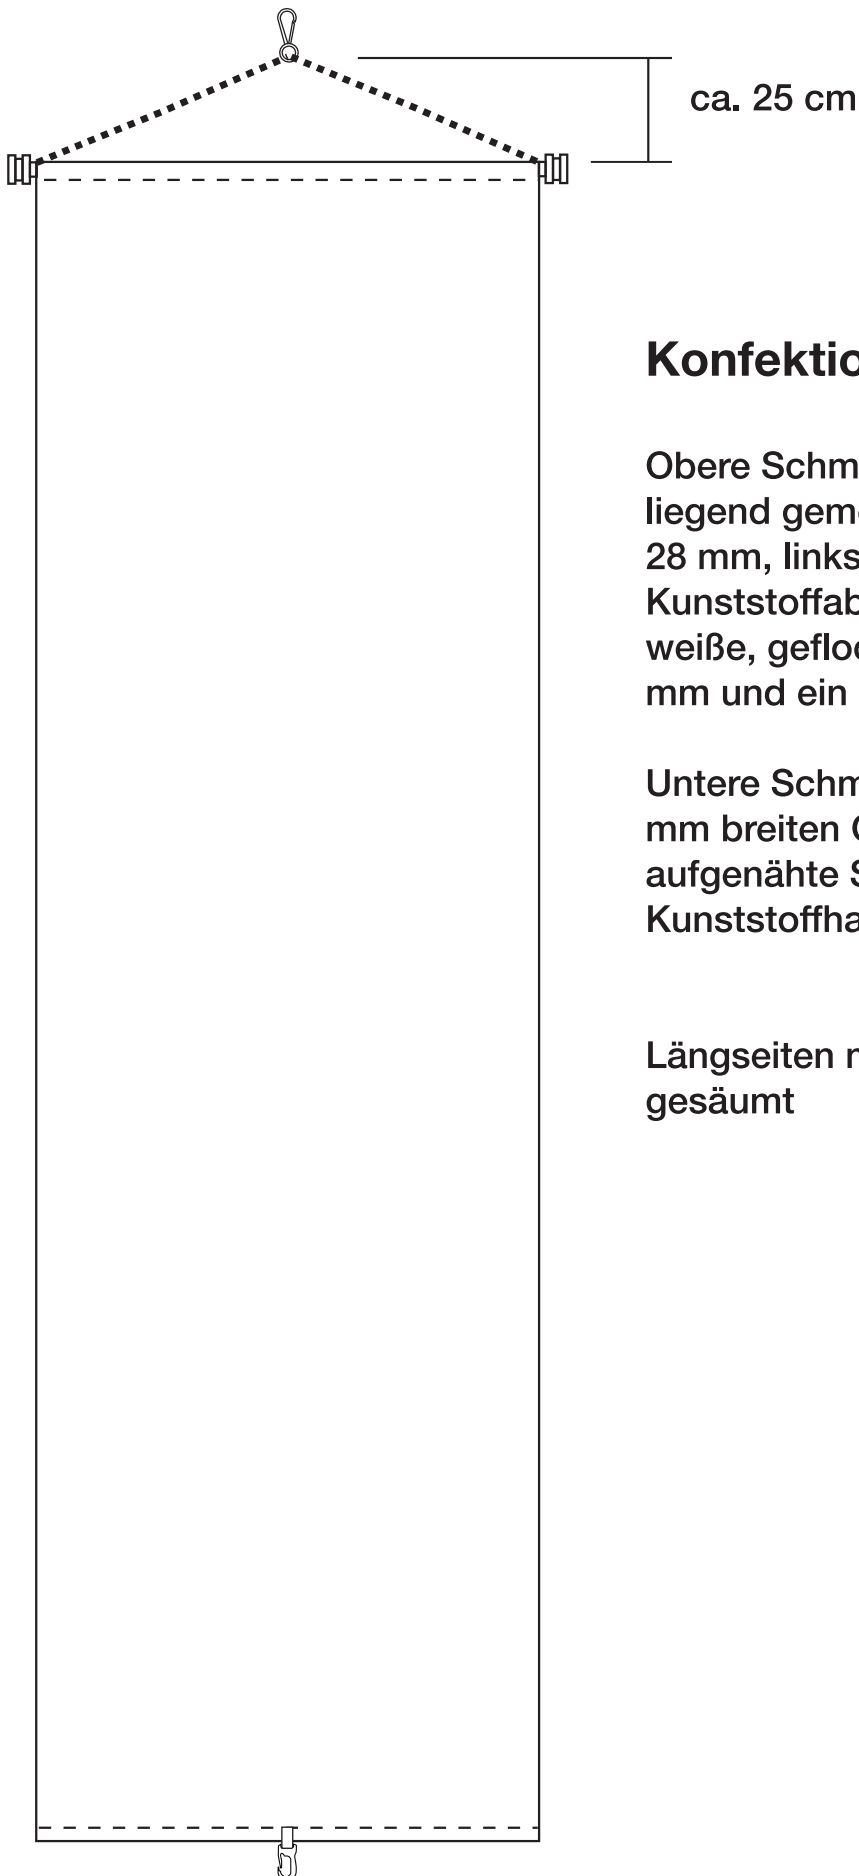 ca. 25 cm
Konfektio
Obere Schm
liegend gem
28 mm, links
Kunststoffab
weiße, gefloc
mm und ein
Untere Schm
mm breiten
aufgenähte S
Kunststoffha
Längseiten
gesäumt